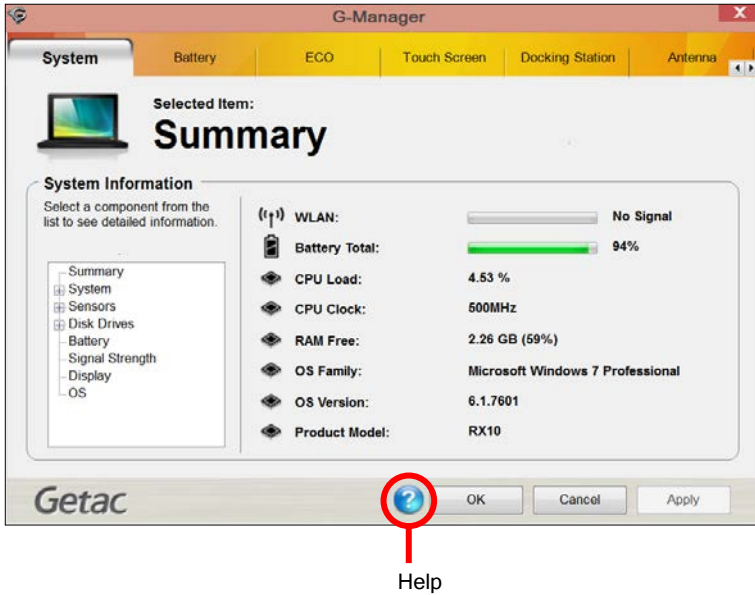 G-Manager
X
System
Battery
ECO
Touch Screen
Docking Station
Antenna
Selected Item:
Summary
System Information
Select a component from the
list to see detailed information.
Summary
System
Sensors
Disk Drives
Battery
Signal Strength
Display
OS
WLAN: No Signal
Battery Total: 94%
CPU Load: 4.53 %
CPU Clock: 500MHz
RAM Free: 2.26 GB (59%)
OS Family: Microsoft Windows 7 Professional
OS Version: 6.1.7601
Product Model: RX10
Getac
?
OK
Cancel
Apply
Help